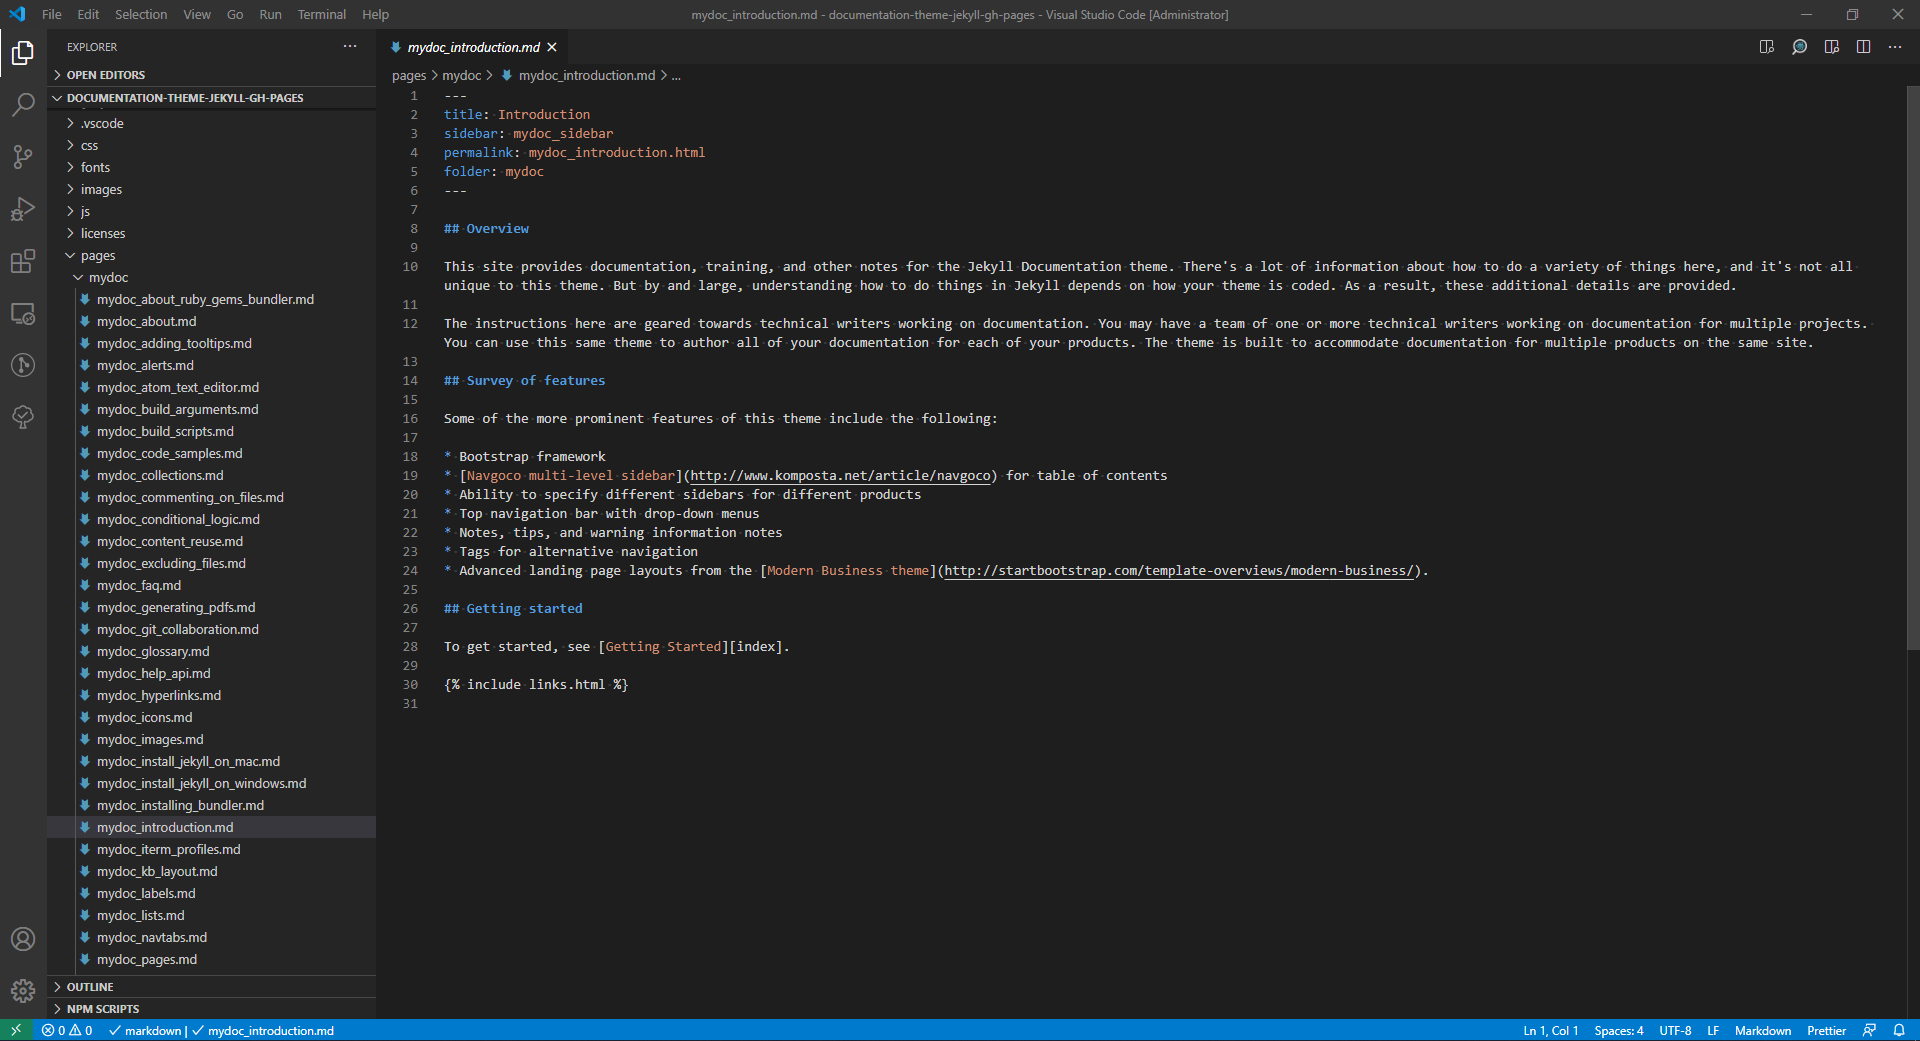 File Edit Selection View Go Run Terminal Help
mydoc_introduction.md - documentation-theme-jekyll-gh-pages - Visual Studio Code [Administrator]
EXPLORER
OPEN EDITORS
DOCUMENTATION-THEME-JEKYLL-GH-PAGES
.vscode
css
fonts
images
js
licenses
pages
mydoc
mydoc_about_ruby_gems_bundler.md
mydoc_about.md
mydoc_adding_tooltips.md
mydoc_alerts.md
mydoc_atom_text_editor.md
mydoc_build_arguments.md
mydoc_build_scripts.md
mydoc_code_samples.md
mydoc_collections.md
mydoc_commenting_on_files.md
mydoc_conditional_logic.md
mydoc_content_reuse.md
mydoc_excluding_files.md
mydoc_faq.md
mydoc_generating_pdfs.md
mydoc_git_collaboration.md
mydoc_glossary.md
mydoc_help_api.md
mydoc_hyperlinks.md
mydoc_icons.md
mydoc_images.md
mydoc_install_jekyll_on_mac.md
mydoc_install_jekyll_on_windows.md
mydoc_installing_bundler.md
mydoc_introduction.md
mydoc_iterm_profiles.md
mydoc_kb_layout.md
mydoc_labels.md
mydoc_lists.md
mydoc_navtabs.md
mydoc_pages.md
OUTLINE
NPM SCRIPTS
mydoc_introduction.md
pages > mydoc > mydoc_introduction.md > ...
1 ---
2 title: Introduction
3 sidebar: mydoc_sidebar
4 permalink: mydoc_introduction.html
5 folder: mydoc
6 ---
7
8 ## Overview
9
10 This site provides documentation, training, and other notes for the Jekyll Documentation theme. There's a lot of information about how to do a variety of things here, and it's not all
unique to this theme. But by and large, understanding how to do things in Jekyll depends on how your theme is coded. As a result, these additional details are provided.
11
12 The instructions here are geared towards technical writers working on documentation. You may have a team of one or more technical writers working on documentation for multiple projects.
You can use this same theme to author all of your documentation for each of your products. The theme is built to accommodate documentation for multiple products on the same site.
13
14 ## Survey of features
15
16 Some of the more prominent features of this theme include the following:
17
18 * Bootstrap framework
19 * [Navgoco multi-level sidebar](http://www.komposta.net/article/navgoco) for table of contents
20 * Ability to specify different sidebars for different products
21 * Top navigation bar with drop-down menus
22 * Notes, tips, and warning information notes
23 * Tags for alternative navigation
24 * Advanced landing page layouts from the [Modern Business theme](http://startbootstrap.com/template-overviews/modern-business/).
25
26 ## Getting started
27
28 To get started, see [Getting Started][index].
29
30 {% include links.html %}
31
0 0 markdown | mydoc_introduction.md
Ln 1, Col 1 Spaces: 4 UTF-8 LF Markdown Prettier